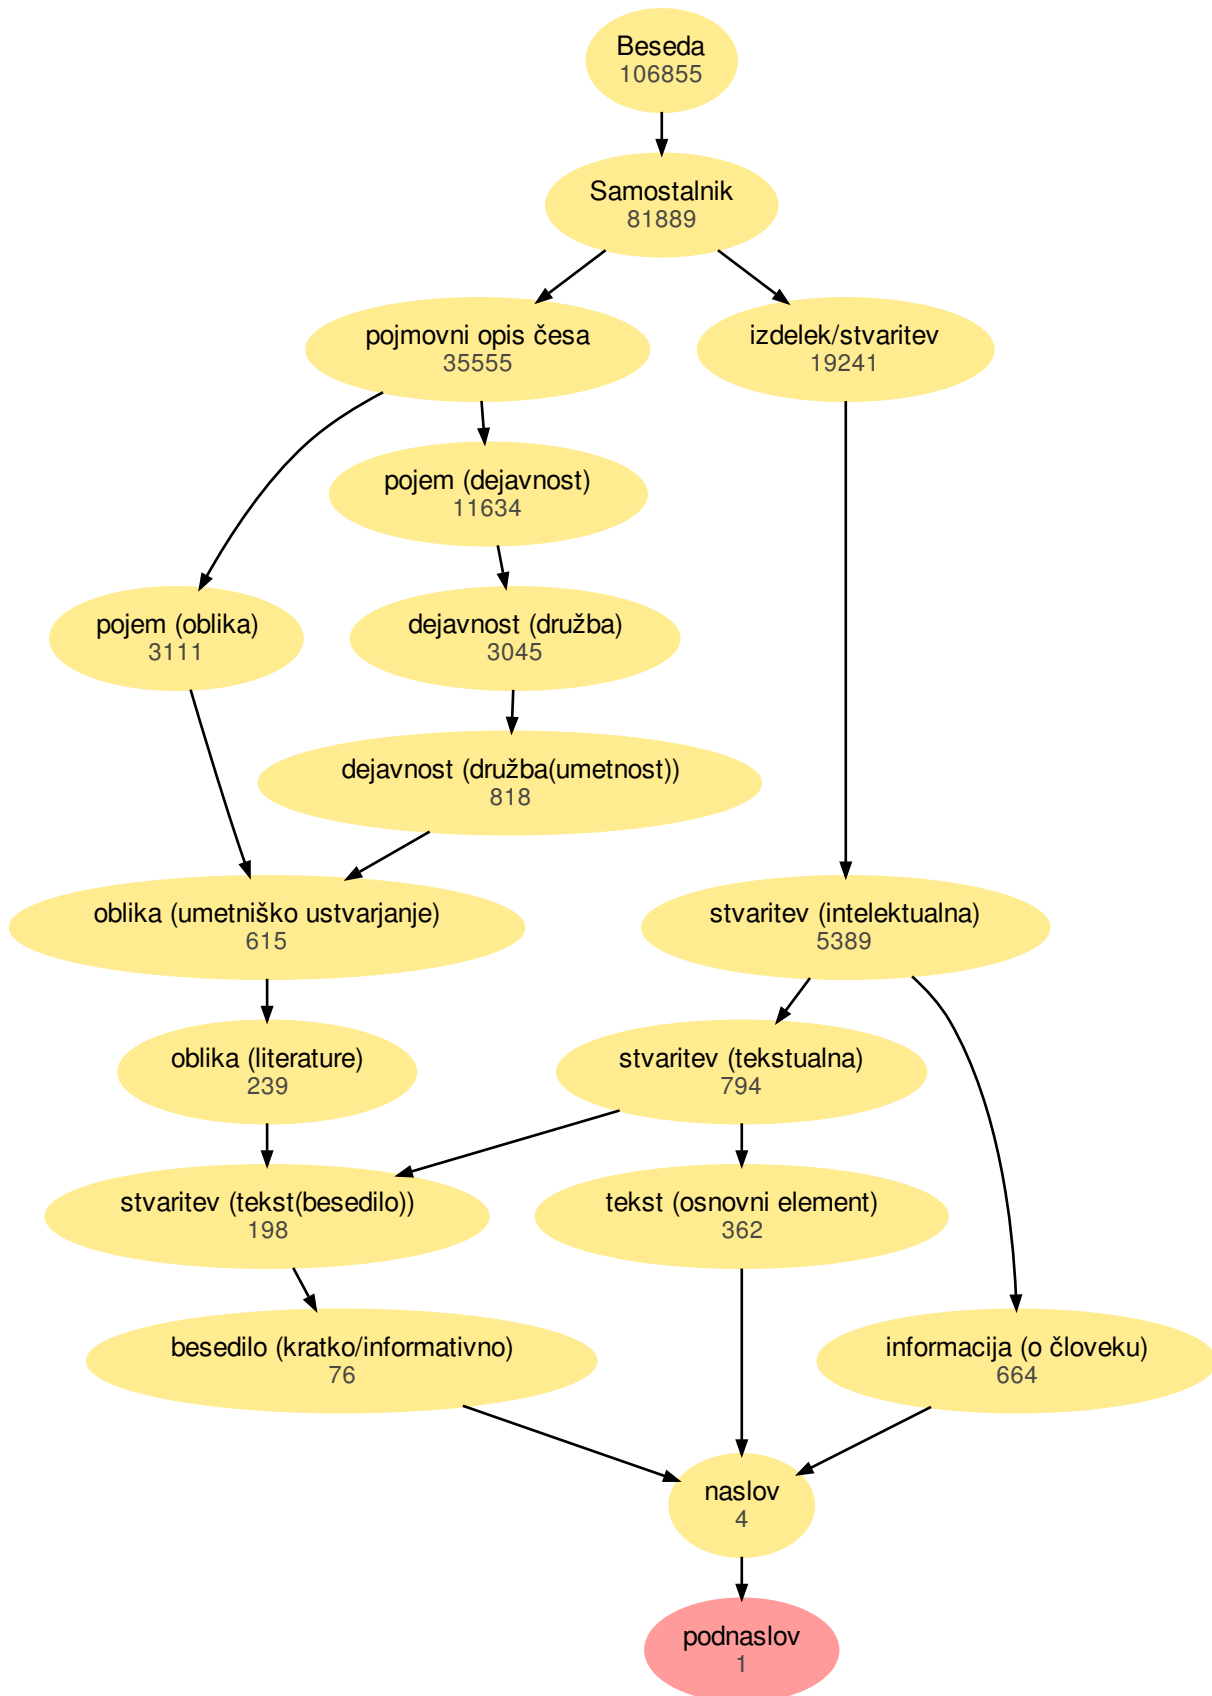 Beseda
106855
Samostalnik
81889
pojmovni opis česa
35555
izdelek/stvaritev
19241
pojem (dejavnost)
11634
pojem (oblika)
3111
dejavnost (družba)
3045
dejavnost (družba(umetnost))
818
oblika (umetniško ustvarjanje)
615
stvaritev (intelektualna)
5389
oblika (literature)
239
stvaritev (tekstualna)
794
stvaritev (tekst(besedilo))
198
tekst (osnovni element)
362
besedilo (kratko/informativno)
76
informacija (o človeku)
664
naslov
4
podnaslov
1